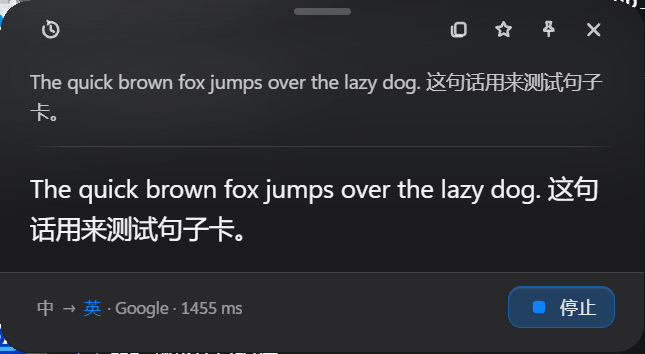 The quick brown fox jumps over the lazy dog. 这句话用来测试句子
卡。
The quick brown fox jumps over the lazy dog. 这句
话用来测试句子卡。
中 → 英 · Google · 1455 ms
停止